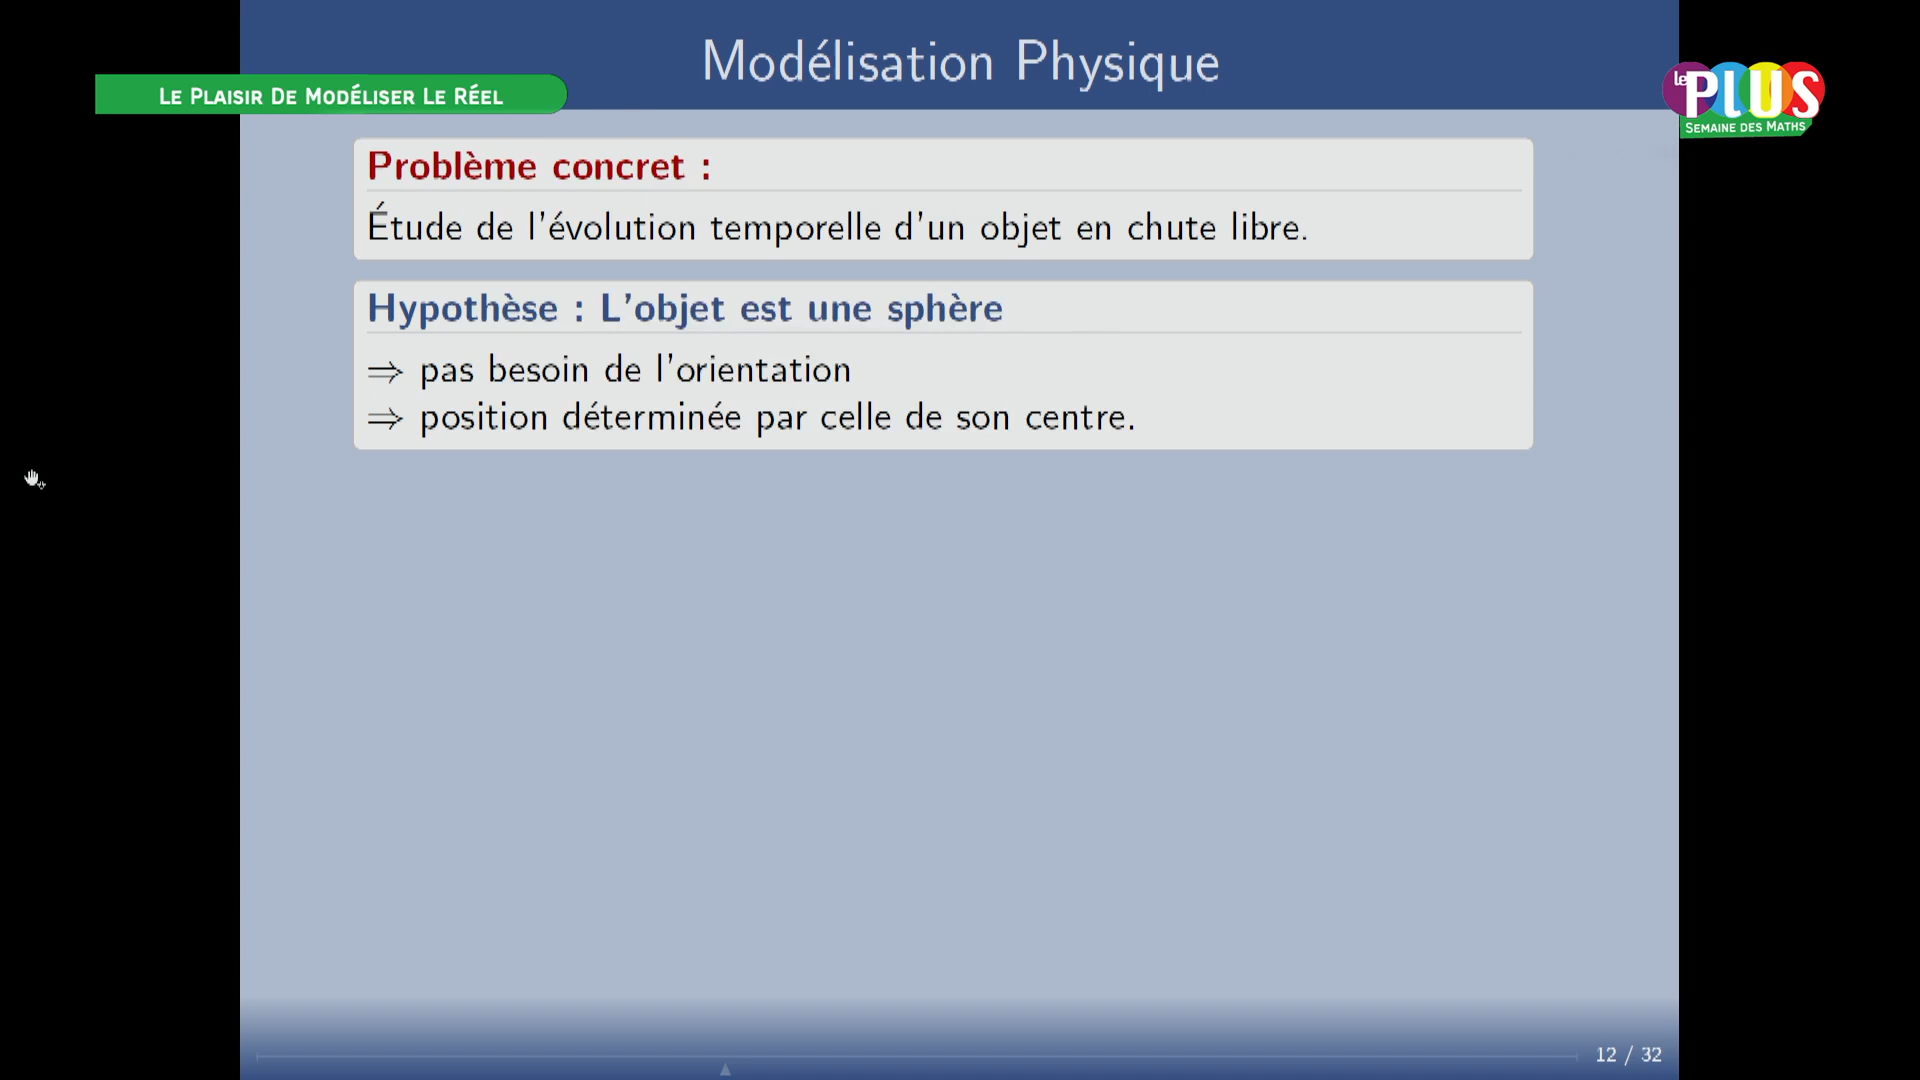 Modélisation Physique
Le Plaisir De Modéliser Le Réel
le PLUS
Semaine des Maths
Problème concret :
Étude de l'évolution temporelle d'un objet en chute libre.
Hypothèse : L'objet est une sphère
⇒ pas besoin de l'orientation
⇒ position déterminée par celle de son centre.
12 / 32